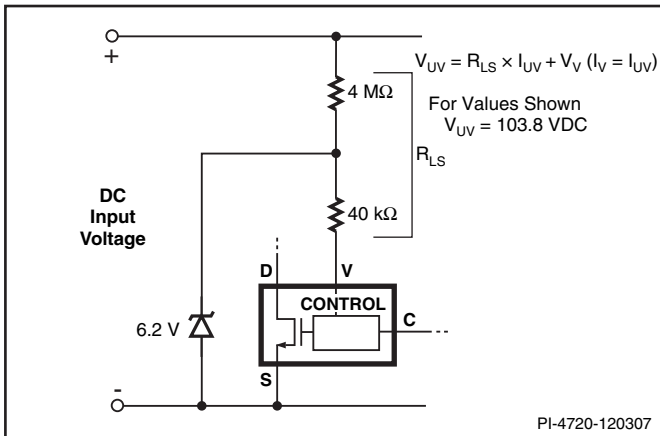 +
V_UV = R_LS × I_UV + V_V (I_V = I_UV)
4 MΩ
For Values Shown
V_UV = 103.8 VDC
R_LS
DC
Input
Voltage
40 kΩ
D
V
CONTROL
C
6.2 V
S
-
PI-4720-120307